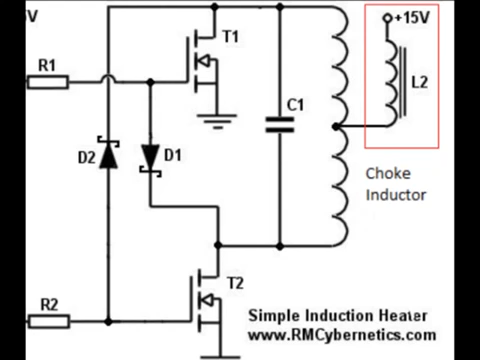 V
+15V
T1
R1
L2
C1
D2
D1
Choke
Inductor
T2
R2
Simple Induction Heater
www.RMCybernetics.com